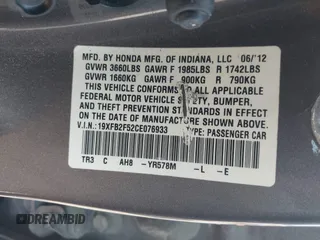 MFD. BY HONDA MFG. OF INDIANA, LLC 06/'12
GVWR 3660LBS GAWR F 1985LBS R 1742LBS
GVWR 1660KG GAWR F 900KG R 790KG
THIS VEHICLE CONFORMS TO ALL APPLICABLE
FEDERAL MOTOR VEHICLE SAFETY, BUMPER,
AND THEFT PREVENTION STANDARDS IN EFFECT
ON THE DATE OF MANUFACTURE SHOWN ABOVE.
V.I.N.: 19XFB2F52CE076933 TYPE: PASSENGER CAR
TR3 C AH8 -YR578M -L -E
DREAMBID